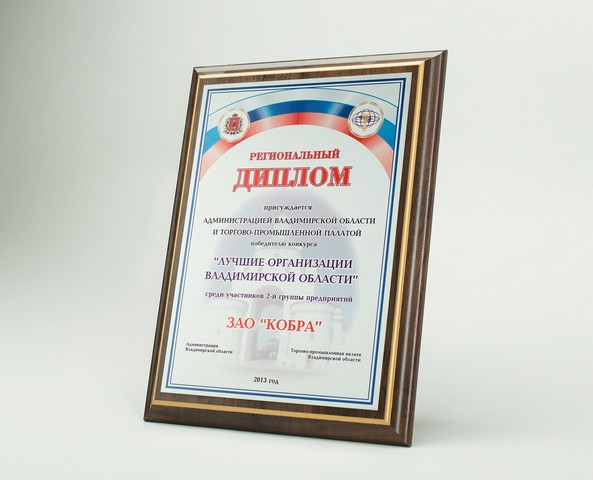 РЕГИОНАЛЬНЫЙ
ДИПЛОМ
присуждается
АДМИНИСТРАЦИЕЙ ВЛАДИМИРСКОЙ ОБЛАСТИ
И ТОРГОВО-ПРОМЫШЛЕННОЙ ПАЛАТОЙ
победителю конкурса
"ЛУЧШИЕ ОРГАНИЗАЦИИ
ВЛАДИМИРСКОЙ ОБЛАСТИ"
среди участников 2-й группы предприятий
ЗАО "КОБРА"
Администрация
Владимирской области
Торгово-промышленная палата
Владимирской области
2013 год